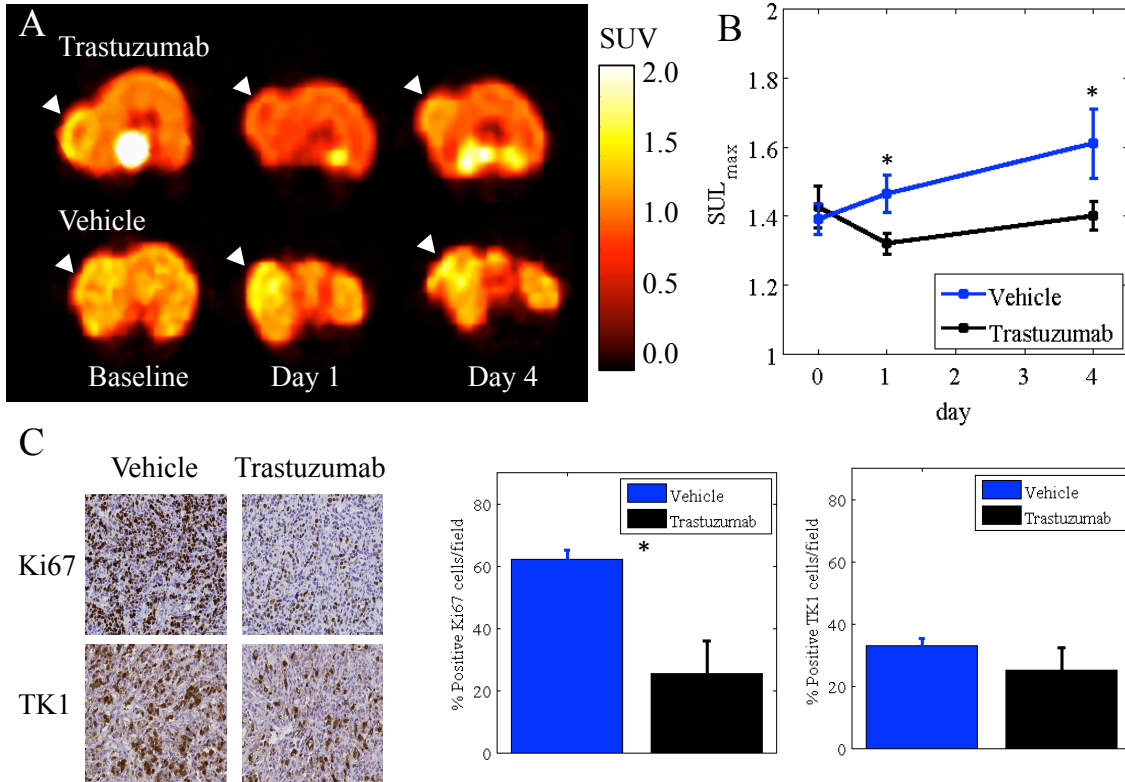 A
Trastuzumab
Vehicle
Baseline Day 1 Day 4
SUV
2.0
1.5
1.0
0.5
0.0
B
2
1.8
1.6
1.4
1.2
1
SUL max
*
*
Vehicle
Trastuzumab
0 1 2 3 4
day
C
Vehicle Trastuzumab
Ki67
TK1
% Positive Ki67 cells/field
80
60
40
20
0
Vehicle
Trastuzumab
*
% Positive TK1 cells/field
80
60
40
20
0
Vehicle
Trastuzumab